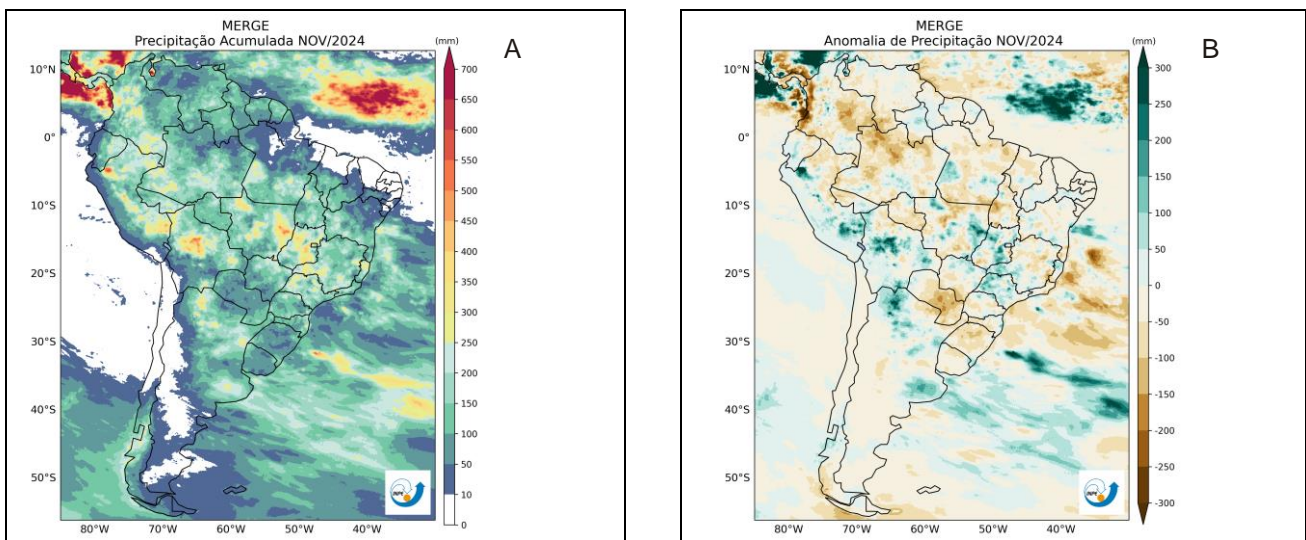 MERGE
Precipitação Acumulada NOV/2024
(mm)
A
10°N
0°
10°S
20°S
30°S
40°S
50°S
80°W
70°W
60°W
50°W
40°W
700
650
600
550
500
450
400
350
300
250
200
150
100
50
10
0
INPE
MERGE
Anomalia de Precipitação NOV/2024
(mm)
B
10°N
0°
10°S
20°S
30°S
40°S
50°S
80°W
70°W
60°W
50°W
40°W
300
250
200
150
100
50
0
-50
-100
-150
-200
-250
-300
INPE